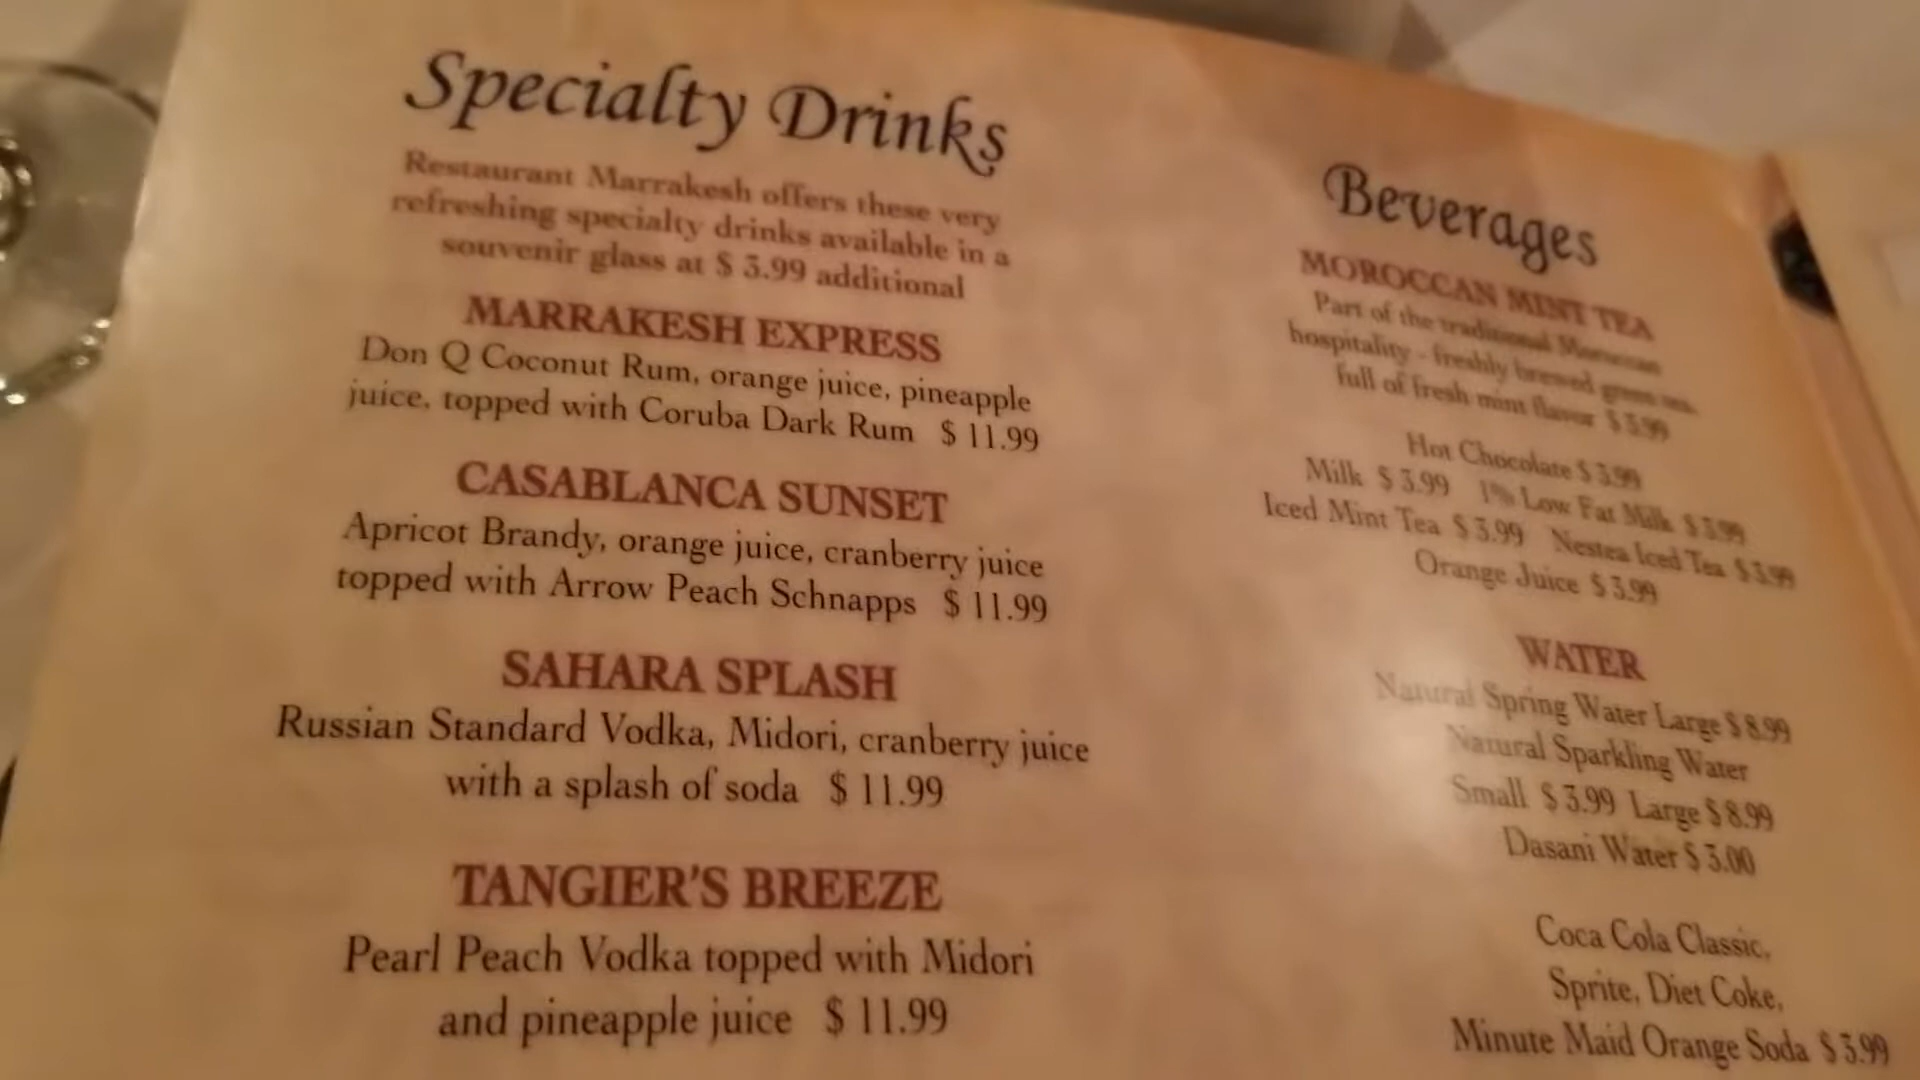 Specialty Drinks
Restaurant Marrakesh offers these very
refreshing specialty drinks available in a
souvenir glass at $ 3.99 additional
MARRAKESH EXPRESS
Don Q Coconut Rum, orange juice, pineapple
juice, topped with Coruba Dark Rum $ 11.99
CASABLANCA SUNSET
Apricot Brandy, orange juice, cranberry juice
topped with Arrow Peach Schnapps $ 11.99
SAHARA SPLASH
Russian Standard Vodka, Midori, cranberry juice
with a splash of soda $ 11.99
TANGIER'S BREEZE
Pearl Peach Vodka topped with Midori
and pineapple juice $ 11.99
Beverages
MOROCCAN MINT TEA
Part of the traditional Moroccan
hospitality - freshly brewed green tea,
full of fresh mint flavor $ 3.99
Hot Chocolate $ 3.99
Milk $ 3.99 1% Low Fat Milk $ 3.99
Iced Mint Tea $ 3.99 Nestea Iced Tea $ 3.99
Orange Juice $ 3.99
WATER
Natural Spring Water Large $ 8.99
Natural Sparkling Water
Small $ 3.99 Large $ 8.99
Dasani Water $ 3.00
Coca Cola Classic,
Sprite, Diet Coke,
Minute Maid Orange Soda $ 3.99